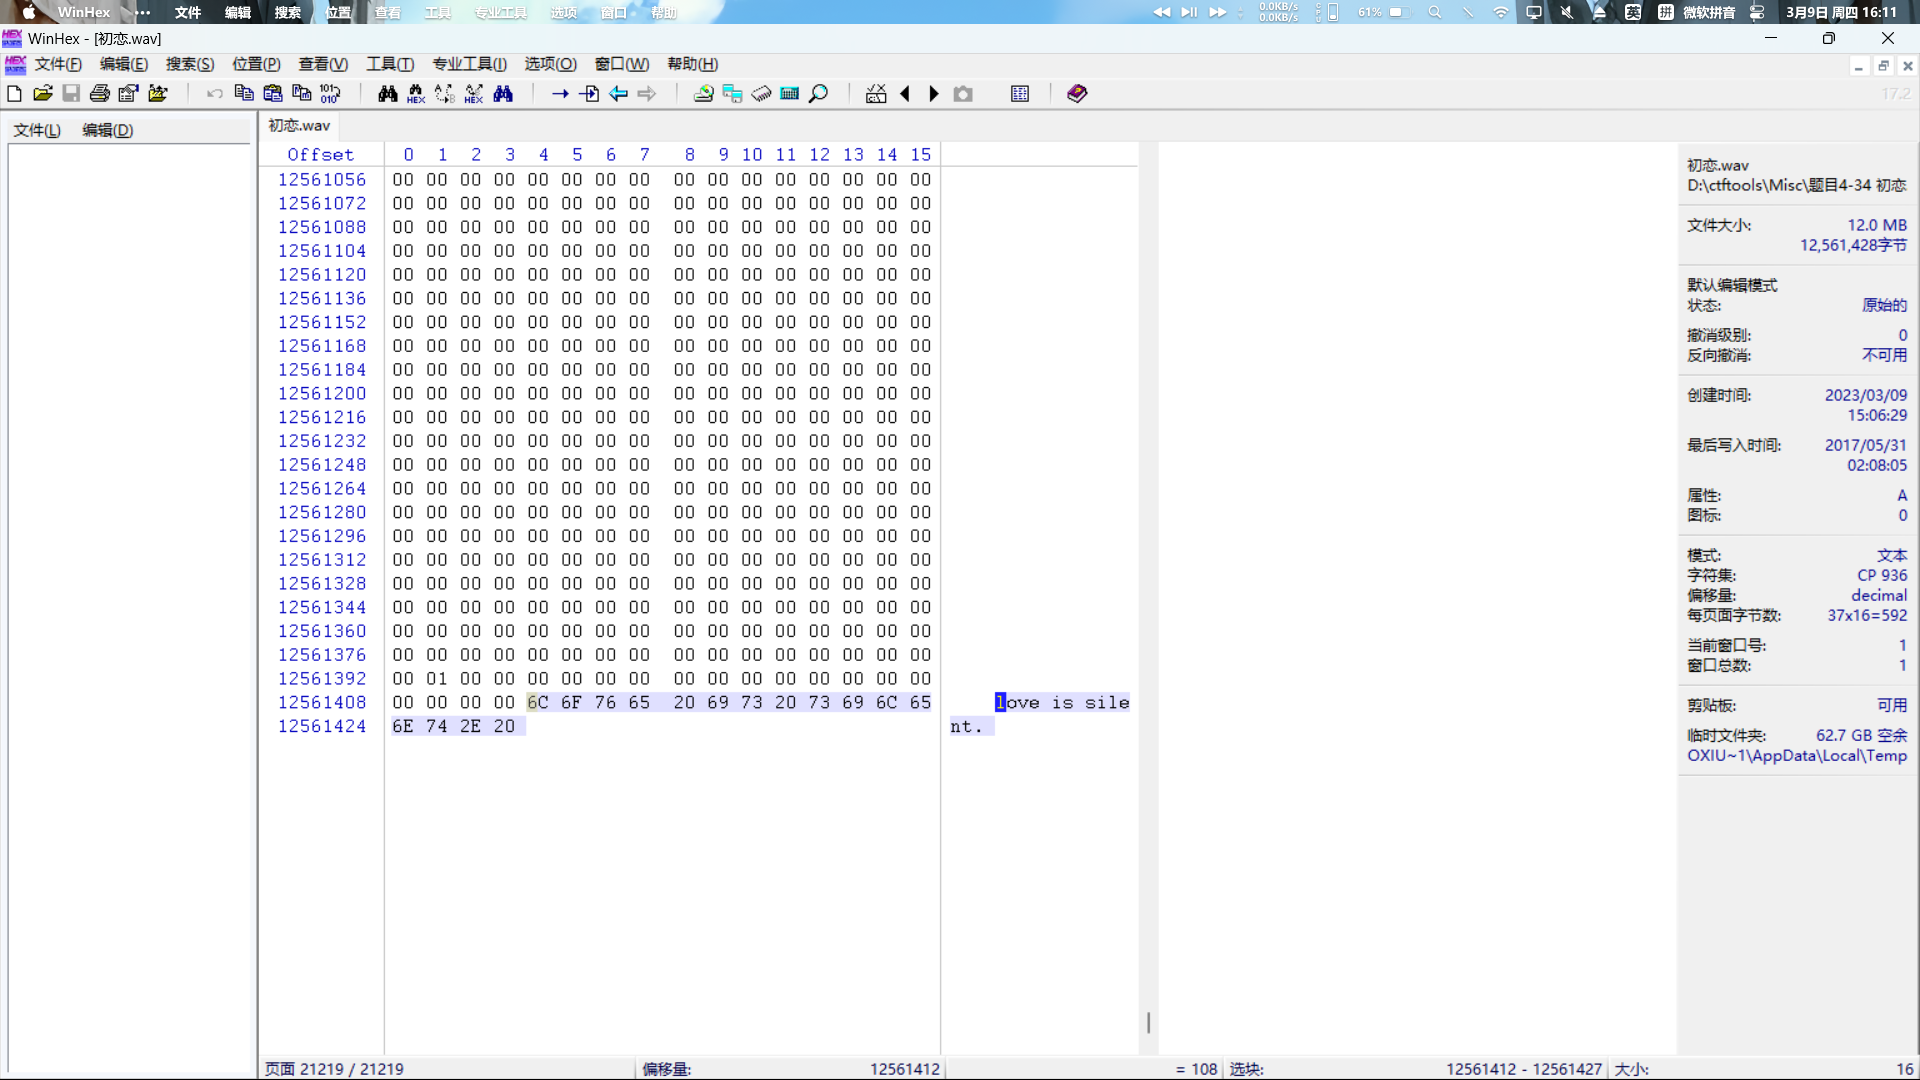 WinHex ··· 文件 编辑 搜索 位置 查看 工具 专业工具 选项 窗口 帮助 0.0KB/s 0.0KB/s 61% 英 拼 微软拼音 3月9日 周四 16:11
WinHex - [初恋.wav]
文件(F) 编辑(E) 搜索(S) 位置(P) 查看(V) 工具(T) 专业工具(I) 选项(O) 窗口(W) 帮助(H)
17.2
文件(L) 编辑(D)
初恋.wav
Offset 0 1 2 3 4 5 6 7 8 9 10 11 12 13 14 15
12561056 00 00 00 00 00 00 00 00 00 00 00 00 00 00 00 00
12561072 00 00 00 00 00 00 00 00 00 00 00 00 00 00 00 00
12561088 00 00 00 00 00 00 00 00 00 00 00 00 00 00 00 00
12561104 00 00 00 00 00 00 00 00 00 00 00 00 00 00 00 00
12561120 00 00 00 00 00 00 00 00 00 00 00 00 00 00 00 00
12561136 00 00 00 00 00 00 00 00 00 00 00 00 00 00 00 00
12561152 00 00 00 00 00 00 00 00 00 00 00 00 00 00 00 00
12561168 00 00 00 00 00 00 00 00 00 00 00 00 00 00 00 00
12561184 00 00 00 00 00 00 00 00 00 00 00 00 00 00 00 00
12561200 00 00 00 00 00 00 00 00 00 00 00 00 00 00 00 00
12561216 00 00 00 00 00 00 00 00 00 00 00 00 00 00 00 00
12561232 00 00 00 00 00 00 00 00 00 00 00 00 00 00 00 00
12561248 00 00 00 00 00 00 00 00 00 00 00 00 00 00 00 00
12561264 00 00 00 00 00 00 00 00 00 00 00 00 00 00 00 00
12561280 00 00 00 00 00 00 00 00 00 00 00 00 00 00 00 00
12561296 00 00 00 00 00 00 00 00 00 00 00 00 00 00 00 00
12561312 00 00 00 00 00 00 00 00 00 00 00 00 00 00 00 00
12561328 00 00 00 00 00 00 00 00 00 00 00 00 00 00 00 00
12561344 00 00 00 00 00 00 00 00 00 00 00 00 00 00 00 00
12561360 00 00 00 00 00 00 00 00 00 00 00 00 00 00 00 00
12561376 00 00 00 00 00 00 00 00 00 00 00 00 00 00 00 00
12561392 00 01 00 00 00 00 00 00 00 00 00 00 00 00 00 00
12561408 00 00 00 00 6C 6F 76 65 20 69 73 20 73 69 6C 65 love is sile
12561424 6E 74 2E 20 nt.
初恋.wav
D:\ctftools\Misc\题目4-34 初恋
文件大小: 12.0 MB
12,561,428字节
默认编辑模式
状态: 原始的
撤消级别: 0
反向撤消: 不可用
创建时间: 2023/03/09
15:06:29
最后写入时间: 2017/05/31
02:08:05
属性: A
图标: 0
模式: 文本
字符集: CP 936
偏移量: decimal
每页面字节数: 37x16=592
当前窗口号: 1
窗口总数: 1
剪贴板: 可用
临时文件夹: 62.7 GB 空余
OXIU~1\AppData\Local\Temp
页面 21219 / 21219 偏移量: 12561412 = 108 选块: 12561412 - 12561427 大小: 16